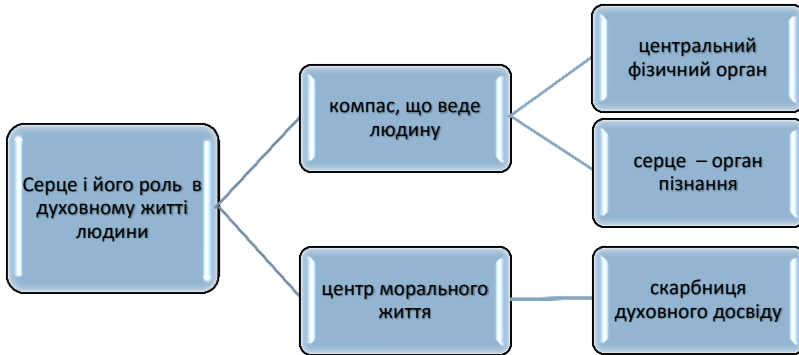 Серце і його роль в
духовному житті
людини
компас, що веде
людину
центральний
фізичний орган
серце – орган
пізнання
центр морального
життя
скарбниця
духовного досвіду